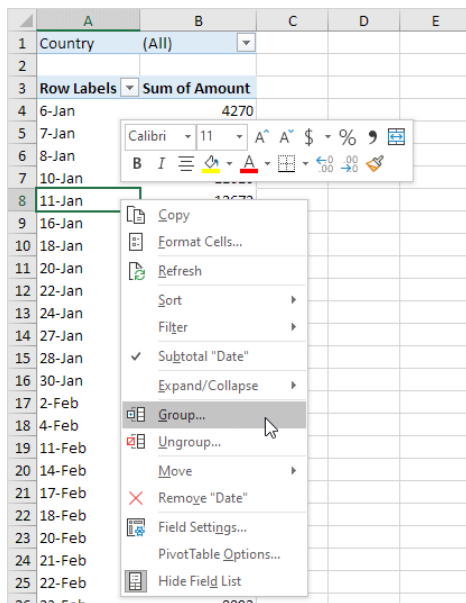 A B C D E
1 Country (All)
2
3 Row Labels Sum of Amount
4 6-Jan 4270
5 7-Jan
6 8-Jan
7 10-Jan
8 11-Jan
9 16-Jan
10 18-Jan
11 20-Jan
12 22-Jan
13 24-Jan
14 27-Jan
15 28-Jan
16 30-Jan
17 2-Feb
18 4-Feb
19 11-Feb
20 14-Feb
21 17-Feb
22 18-Feb
23 20-Feb
24 21-Feb
25 22-Feb
Calibri 11 A A $ % 9
B I A .00 .00
Copy
Format Cells...
Refresh
Sort
Filter
Subtotal "Date"
Expand/Collapse
Group...
Ungroup...
Move
Remove "Date"
Field Settings...
PivotTable Options...
Hide Field List